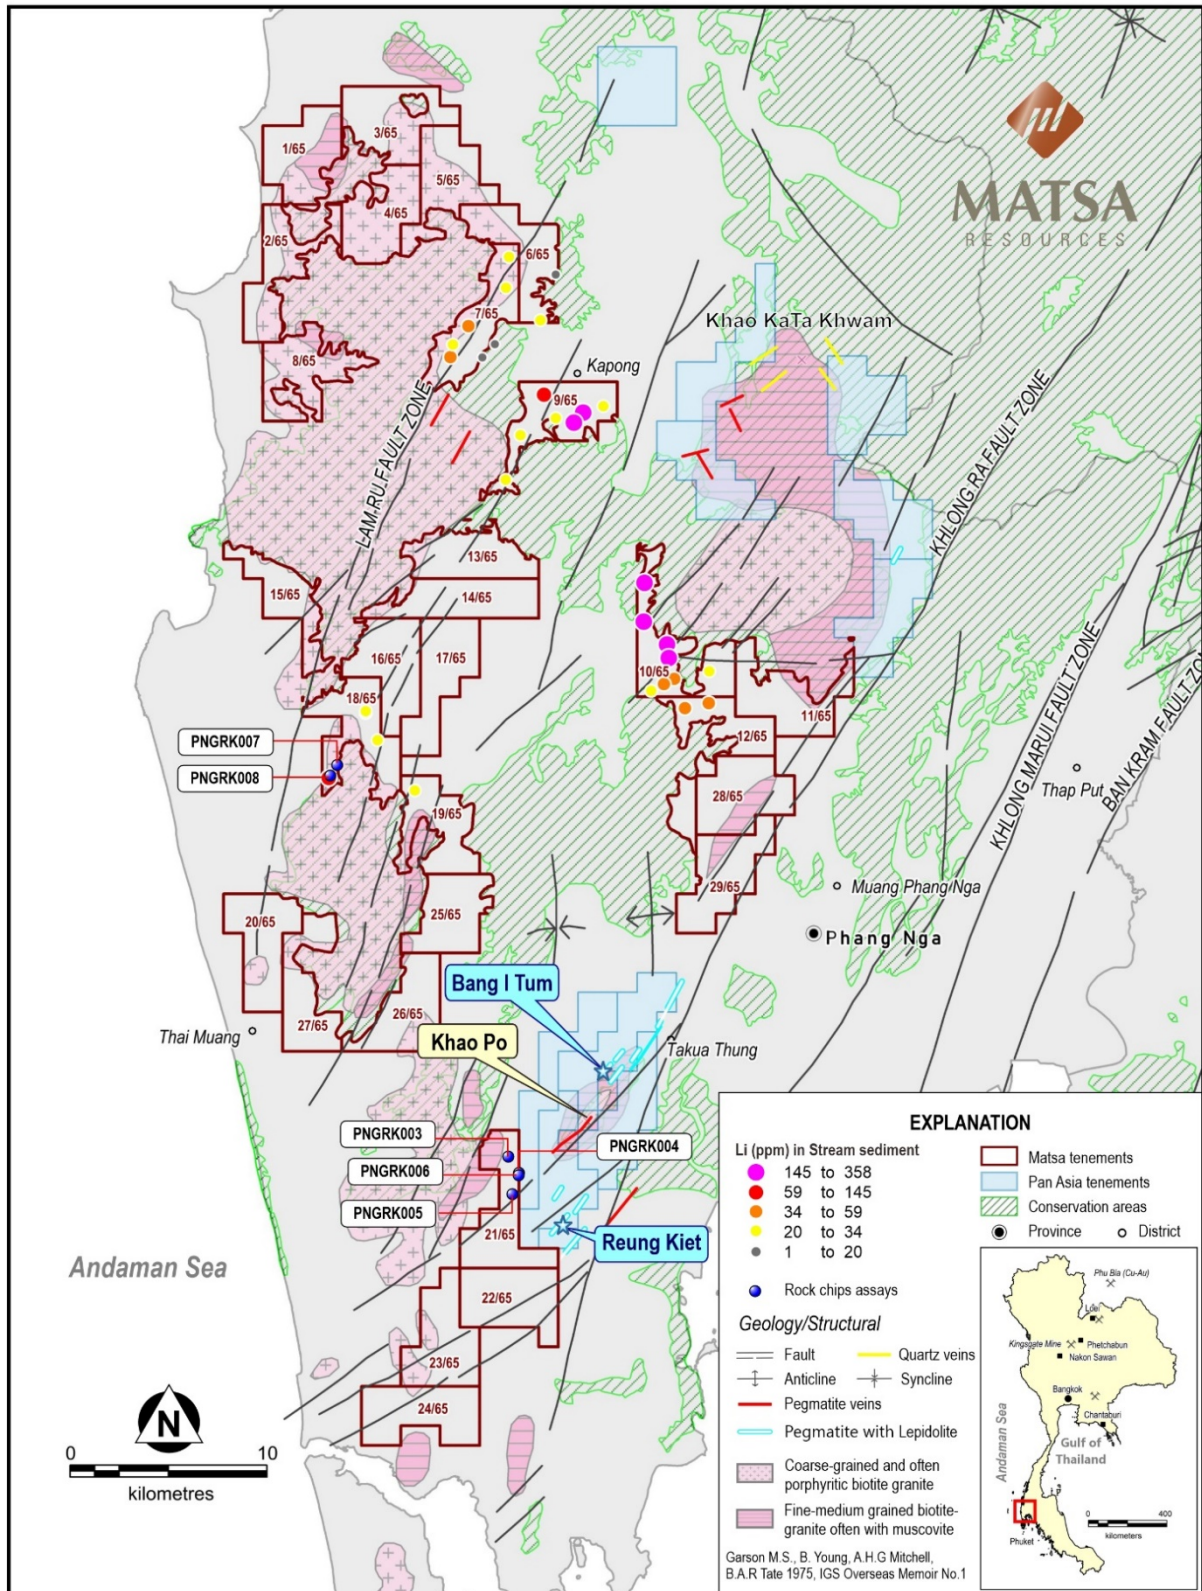 MATSA
RESOURCES
3/65
1/65
5/65
4/65
2/65
6/65
7/65
Khao KaTa Khwam
8/65
Kapong
9/65
LAM RU FAULT ZONE
KHLONG RA FAULT ZONE
13/65
15/65
14/65
16/65
17/65
10/65
18/65
11/65
12/65
PNGRK007
PNGRK008
KHLONG MARUI FAULT ZONE
BAN KRAM FAULT ZON
Thap Put
28/65
19/65
29/65
Muang Phang Nga
20/65
25/65
Phang Nga
Bang I Tum
27/65
26/65
Thai Muang
Khao Po
Takua Thung
PNGRK003
PNGRK004
PNGRK006
PNGRK005
21/65
Reung Kiet
Andaman Sea
22/65
23/65
24/65
N
0 10
kilometres
EXPLANATION
Li (ppm) in Stream sediment
145 to 358
59 to 145
34 to 59
20 to 34
1 to 20
Rock chips assays
Matsa tenements
Pan Asia tenements
Conservation areas
Province District
Geology/Structural
Fault Quartz veins
Anticline Syncline
Pegmatite veins
Pegmatite with Lepidolite
Coarse-grained and often
porphyritic biotite granite
Fine-medium grained biotite-
granite often with muscovite
Garson M.S., B. Young, A.H.G Mitchell,
B.A.R Tate 1975, IGS Overseas Memoir No.1
Phu Bia (Cu-Au)
Loei
Kingsgate Mine
Phetchabun
Nakon Sawan
Bangkok
Chantaburi
Andaman Sea
Gulf of
Thailand
0 400
kilometers
Phuket